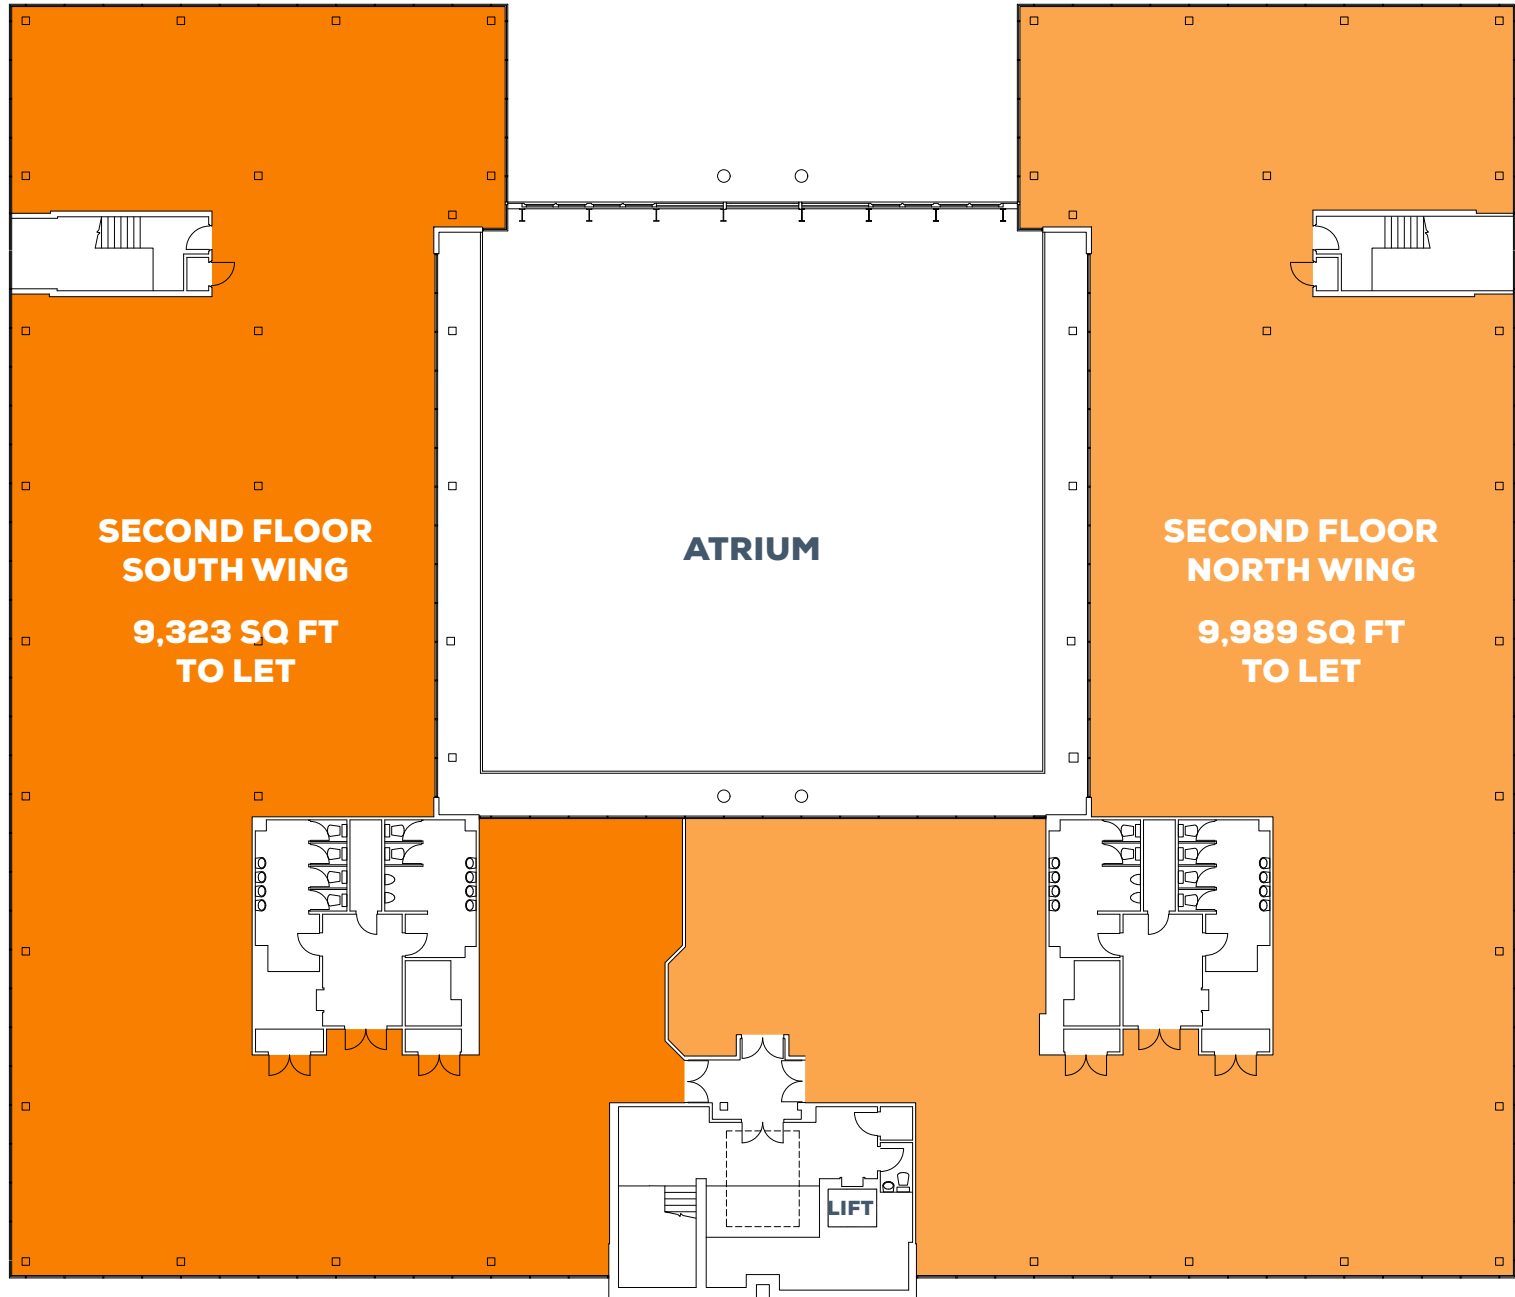 SECOND FLOOR
SOUTH WING
9,323 SQ FT
TO LET
ATRIUM
SECOND FLOOR
NORTH WING
9,989 SQ FT
TO LET
LIFT